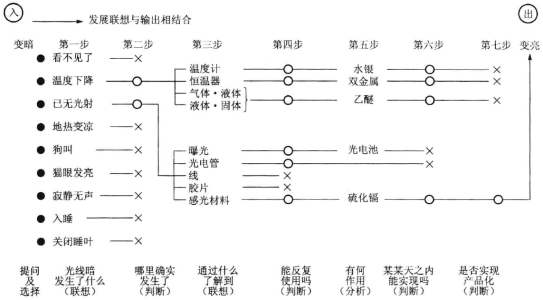 入
出
发展联想与输出相结合
变暗 第一步 第二步 第三步 第四步 第五步 第六步 第七步 变亮
看不见了
温度下降
已无光射
地热变凉
狗叫
猫眼发亮
寂静无声
入睡
关闭睡叶
温度计 水银
恒温器 双金属
气体·液体
液体·固体
乙醚
曝光 光电池
光电管
线
胶片
感光材料 硫化镉
提问及选择
光线暗发生了什么（联想）
哪里确实发生了（判断）
通过什么了解到（联想）
能反复使用吗（判断）
有何作用（分析）
某某天之内能实现吗（判断）
是否实现产品化（判断）